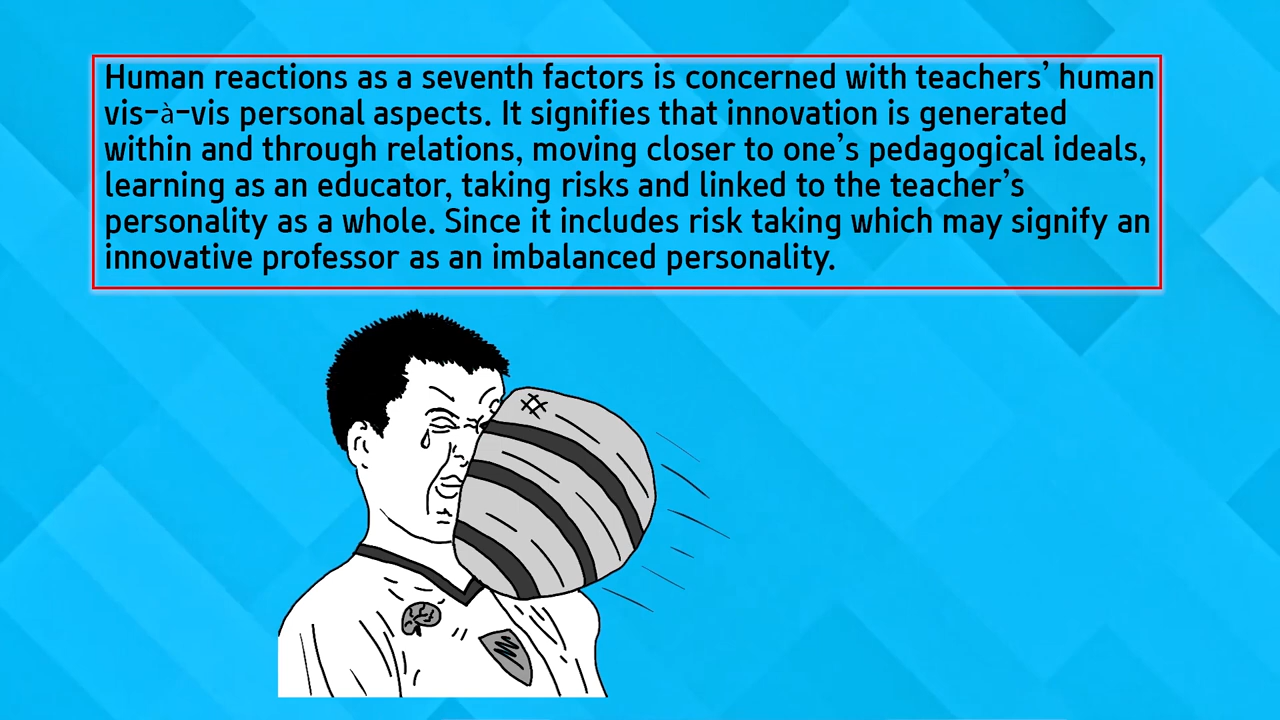 Human reactions as a seventh factors is concerned with teachers’ human
vis-à-vis personal aspects. It signifies that innovation is generated
within and through relations, moving closer to one’s pedagogical ideals,
learning as an educator, taking risks and linked to the teacher’s
personality as a whole. Since it includes risk taking which may signify an
innovative professor as an imbalanced personality.